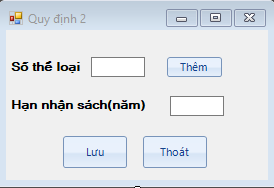 Quy định 2
Số thể loại Thêm
Hạn nhận sách(năm)
Lưu Thoát